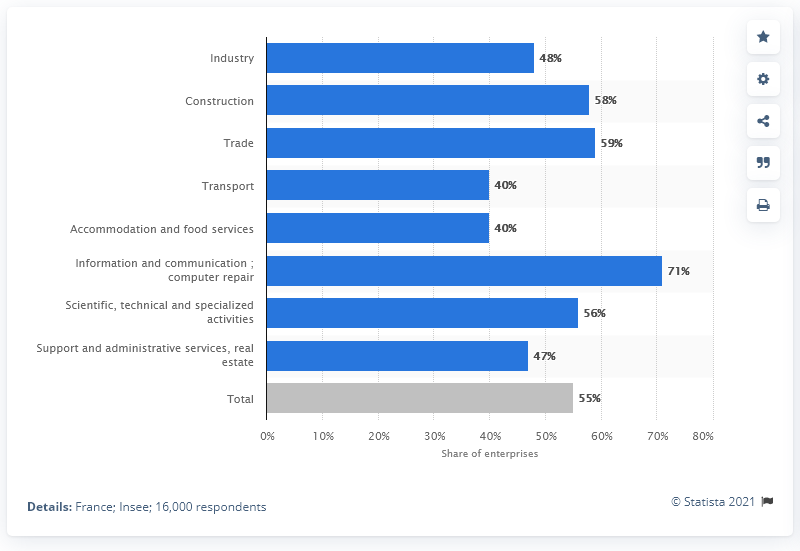 Industry
48%
Construction
58%
Trade
59%
Transport
40%
Accommodation and food services
40%
Information and communication ;
computer repair
71%
Scientific, technical and specialized
activities
56%
Support and administrative services, real
estate
47%
Total
55%
0% 10% 20% 30% 40% 50% 60% 70% 80%
Share of enterprises
Details: France; Insee; 16,000 respondents
© Statista 2021